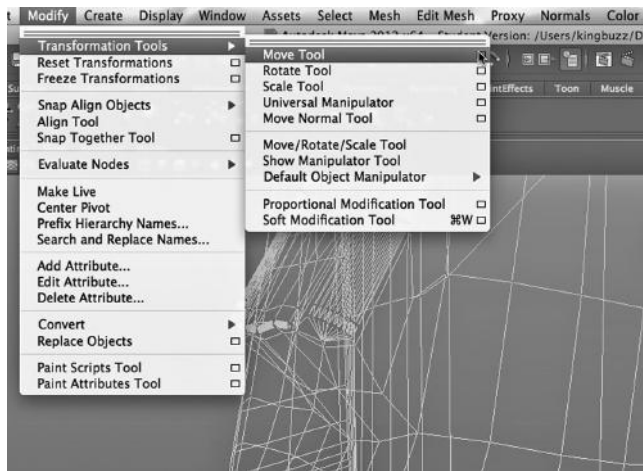 Modify Create Display Window Assets Select Mesh Edit Mesh Proxy Normals Color
Version: /Users/kingbuzz/D
Transformation Tools
Reset Transformations
Freeze Transformations
Snap Align Objects
Align Tool
Snap Together Tool
Evaluate Nodes
Make Live
Center Pivot
Prefix Hierarchy Names...
Search and Replace Names...
Add Attribute...
Edit Attribute...
Delete Attribute...
Convert
Replace Objects
Paint Scripts Tool
Paint Attributes Tool
Move Tool
Rotate Tool
Scale Tool
Universal Manipulator
Move Normal Tool
Move/Rotate/Scale Tool
Show Manipulator Tool
Default Object Manipulator
Proportional Modification Tool
Soft Modification Tool ⌘W
ntEffects Toon Muscle